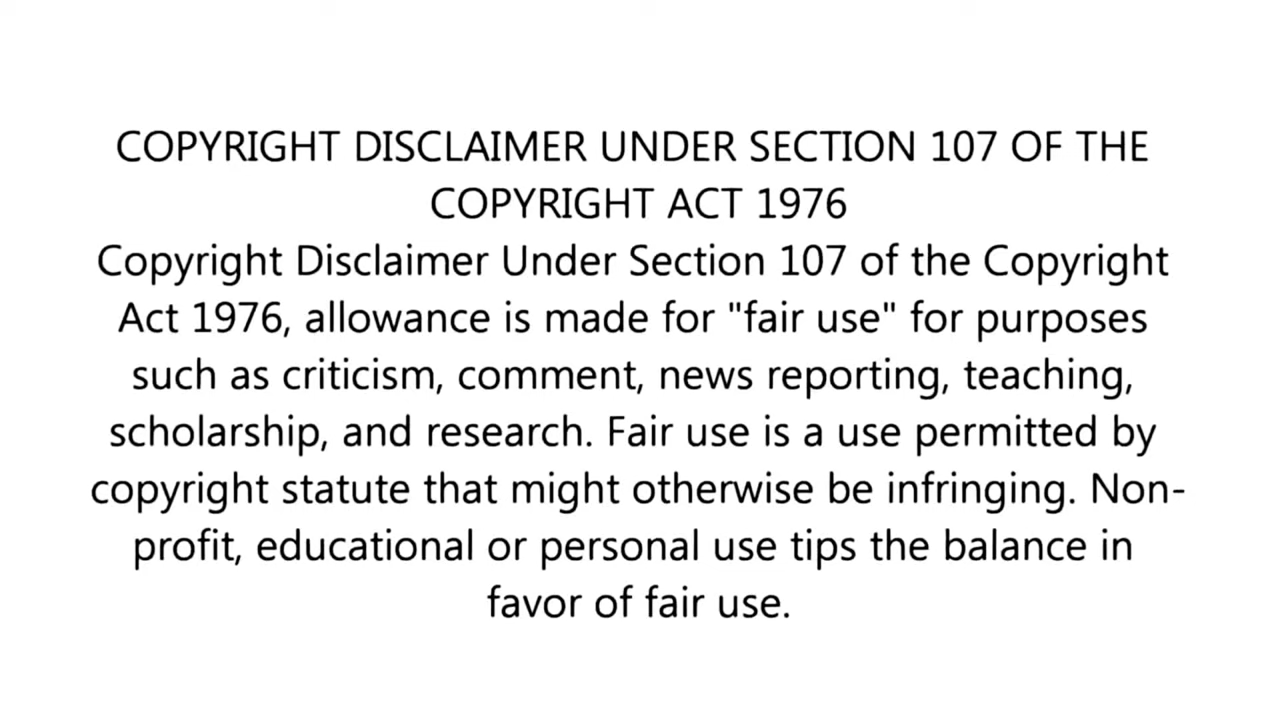 COPYRIGHT DISCLAIMER UNDER SECTION 107 OF THE
COPYRIGHT ACT 1976
Copyright Disclaimer Under Section 107 of the Copyright
Act 1976, allowance is made for "fair use" for purposes
such as criticism, comment, news reporting, teaching,
scholarship, and research. Fair use is a use permitted by
copyright statute that might otherwise be infringing. Non-
profit, educational or personal use tips the balance in
favor of fair use.